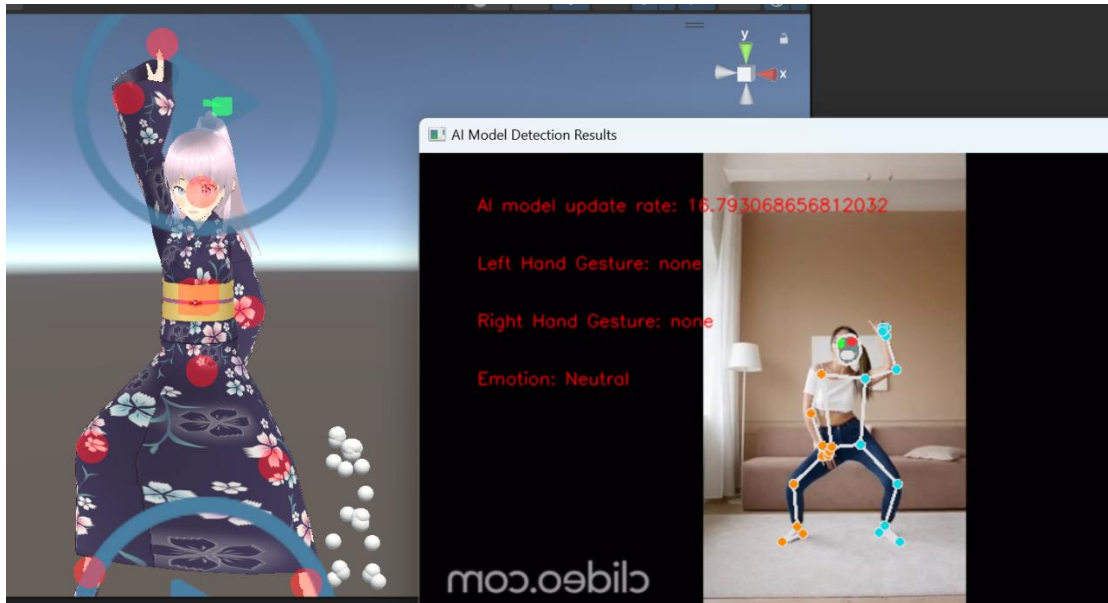 y
x
AI Model Detection Results
AI model update rate: 16.793068656812032
Left Hand Gesture: none
Right Hand Gesture: none
Emotion: Neutral
clideo.com